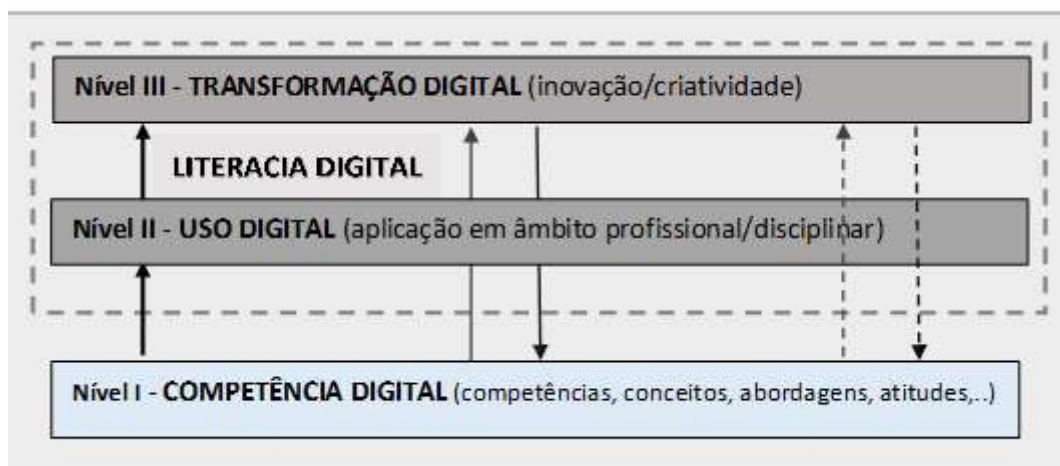 Nível III - TRANSFORMAÇÃO DIGITAL (inovação/criatividade)
LITERACIA DIGITAL
Nível II - USO DIGITAL (aplicação em âmbito profissional/disciplinar)
Nível I - COMPETÊNCIA DIGITAL (competências, conceitos, abordagens, atitudes,..)